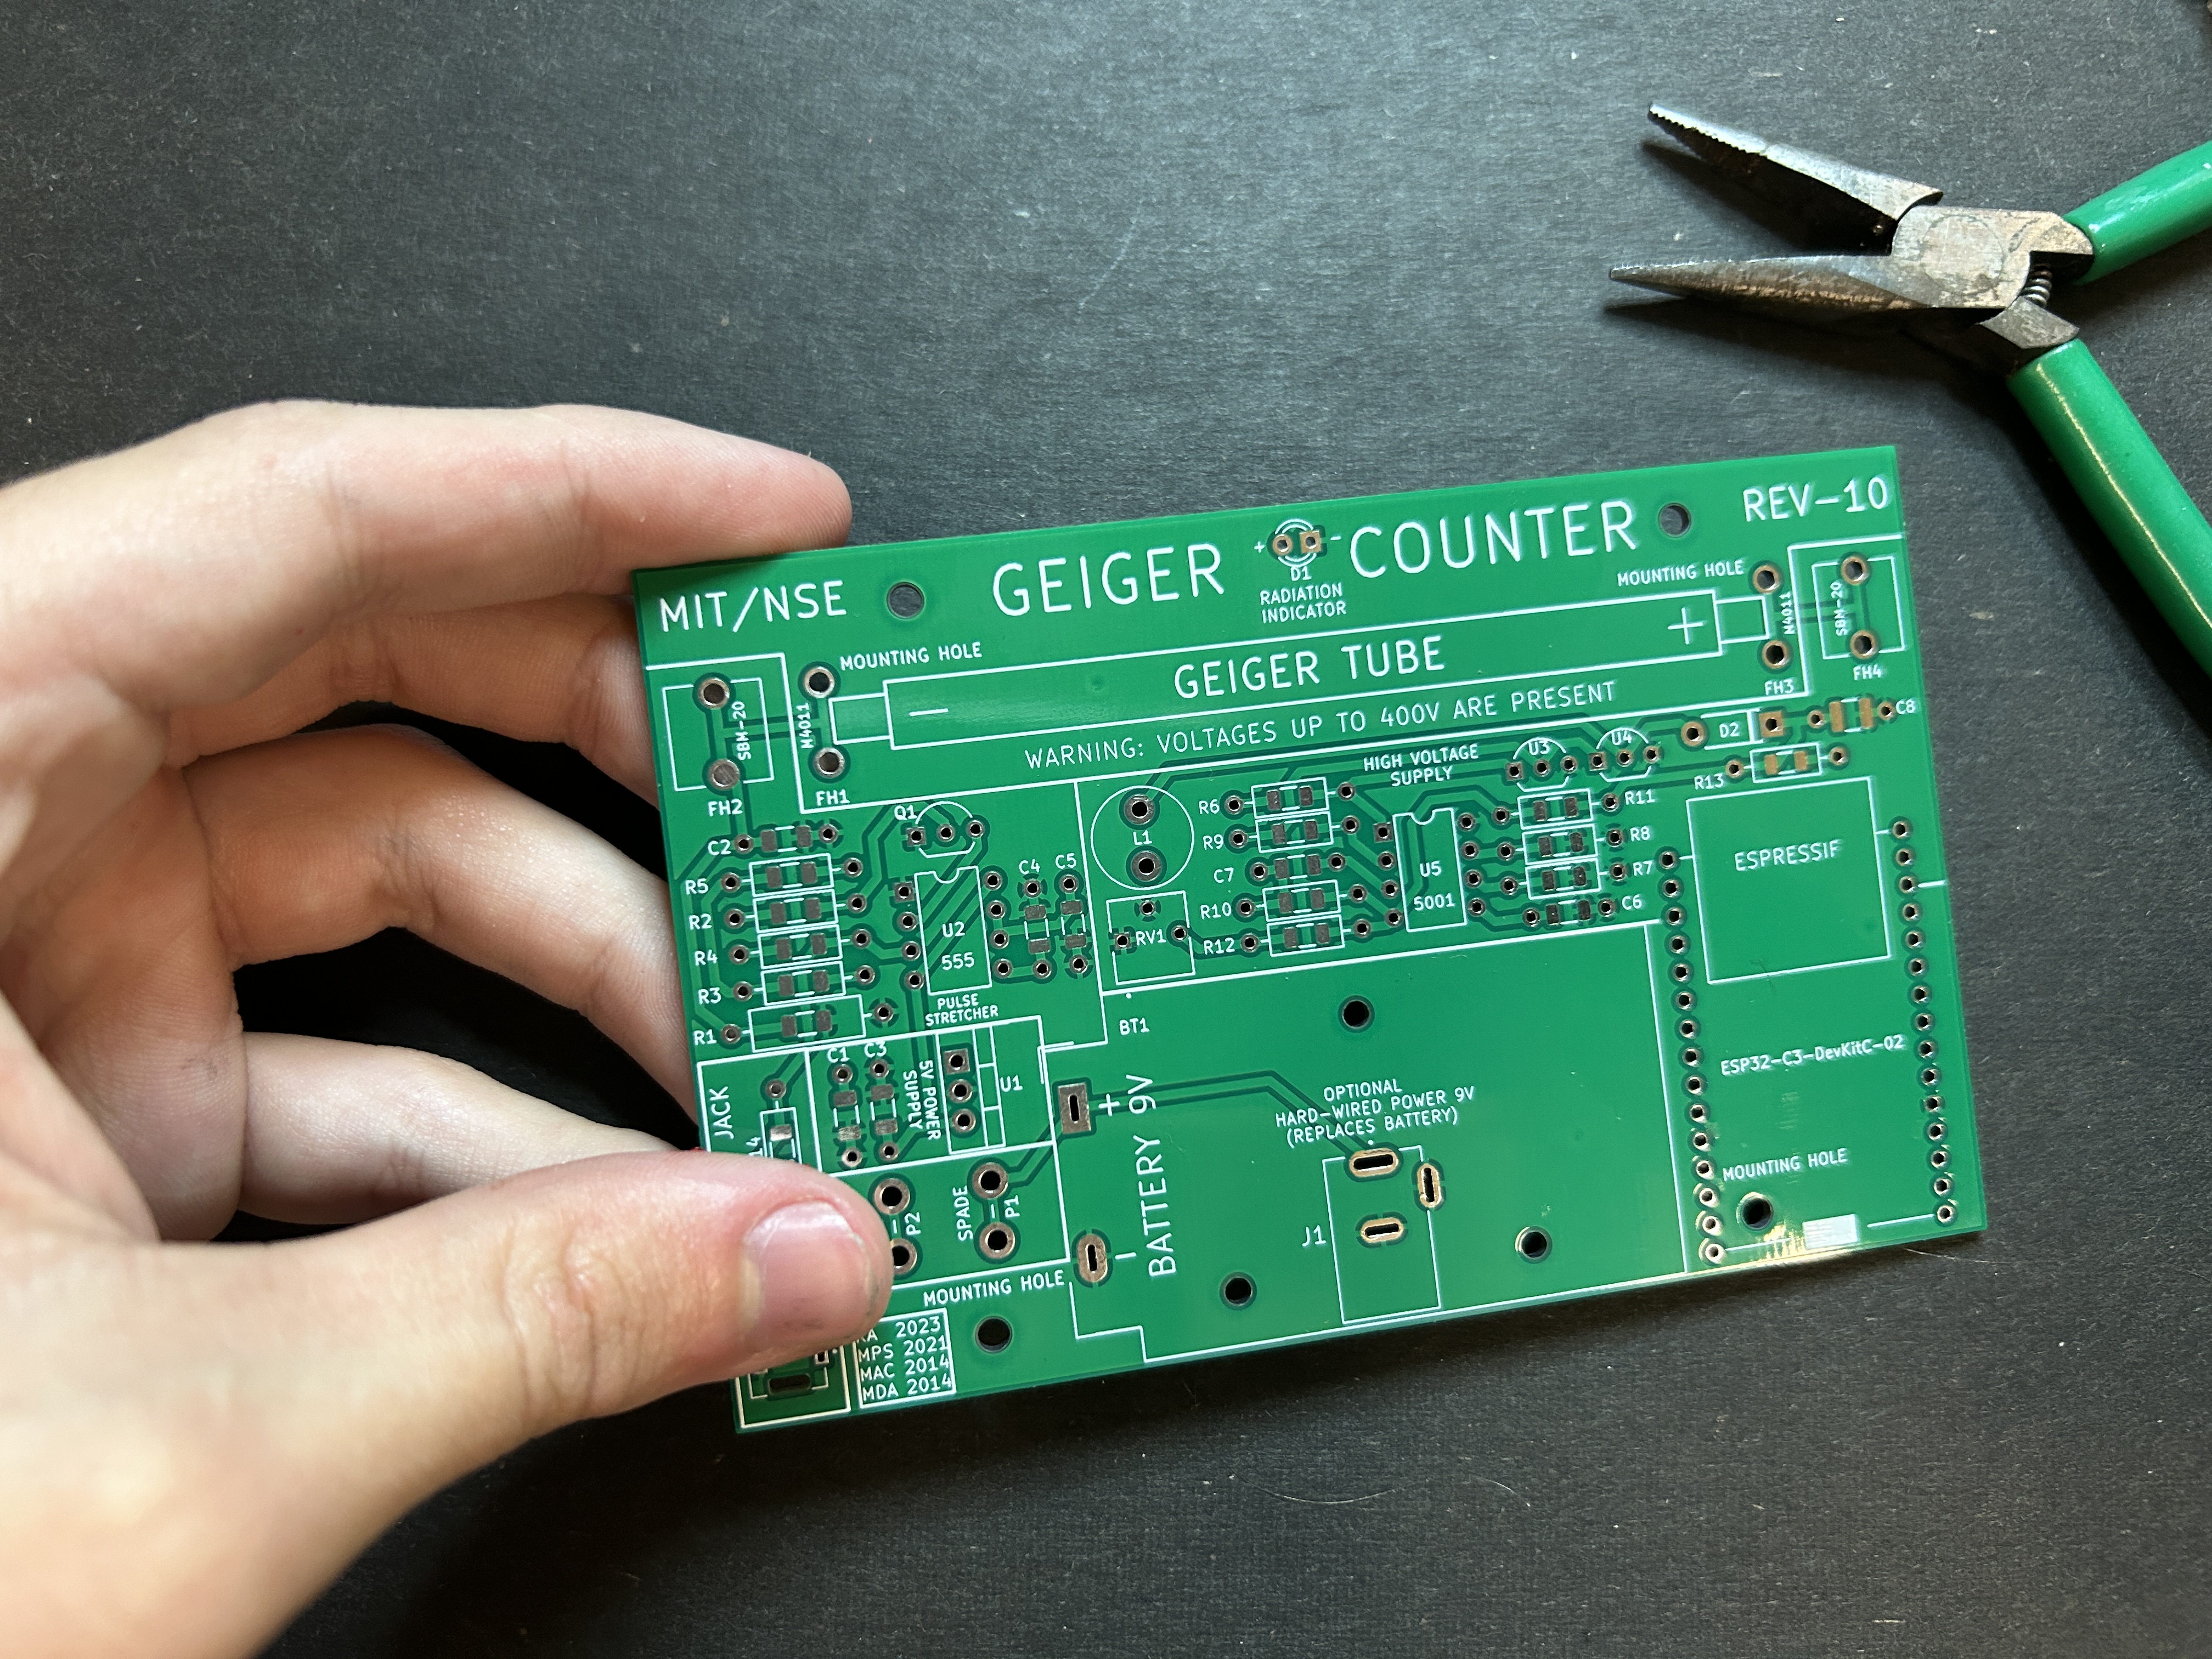 MIT/NSE GEIGER COUNTER REV-10
+
D1
-
RADIATION
INDICATOR
MOUNTING HOLE
MOUNTING HOLE
FH2
SBM-20
M4011
FH1
-
GEIGER TUBE
+
M4011
FH3
SBM-20
FH4
WARNING: VOLTAGES UP TO 400V ARE PRESENT
JACK
14
R1
R3
R4
R2
R5
C2
Q1
U2
555
PULSE
STRETCHER
C4
C5
C1
C3
5V POWER
SUPPLY
U1
P2
SPADE
P1
2023
MPS 2021
MAC 2014
MDA 2014
MOUNTING HOLE
- +
BATTERY 9V
BT1
RV1
L1
R12
R10
C7
R9
R6
HIGH VOLTAGE
SUPPLY
U5
5001
U3
U4
C6
R7
R8
R11
R13
D2
C8
J1
OPTIONAL
HARD-WIRED POWER 9V
(REPLACES BATTERY)
ESPRESSIF
ESP32-C3-DevKitC-02
MOUNTING HOLE